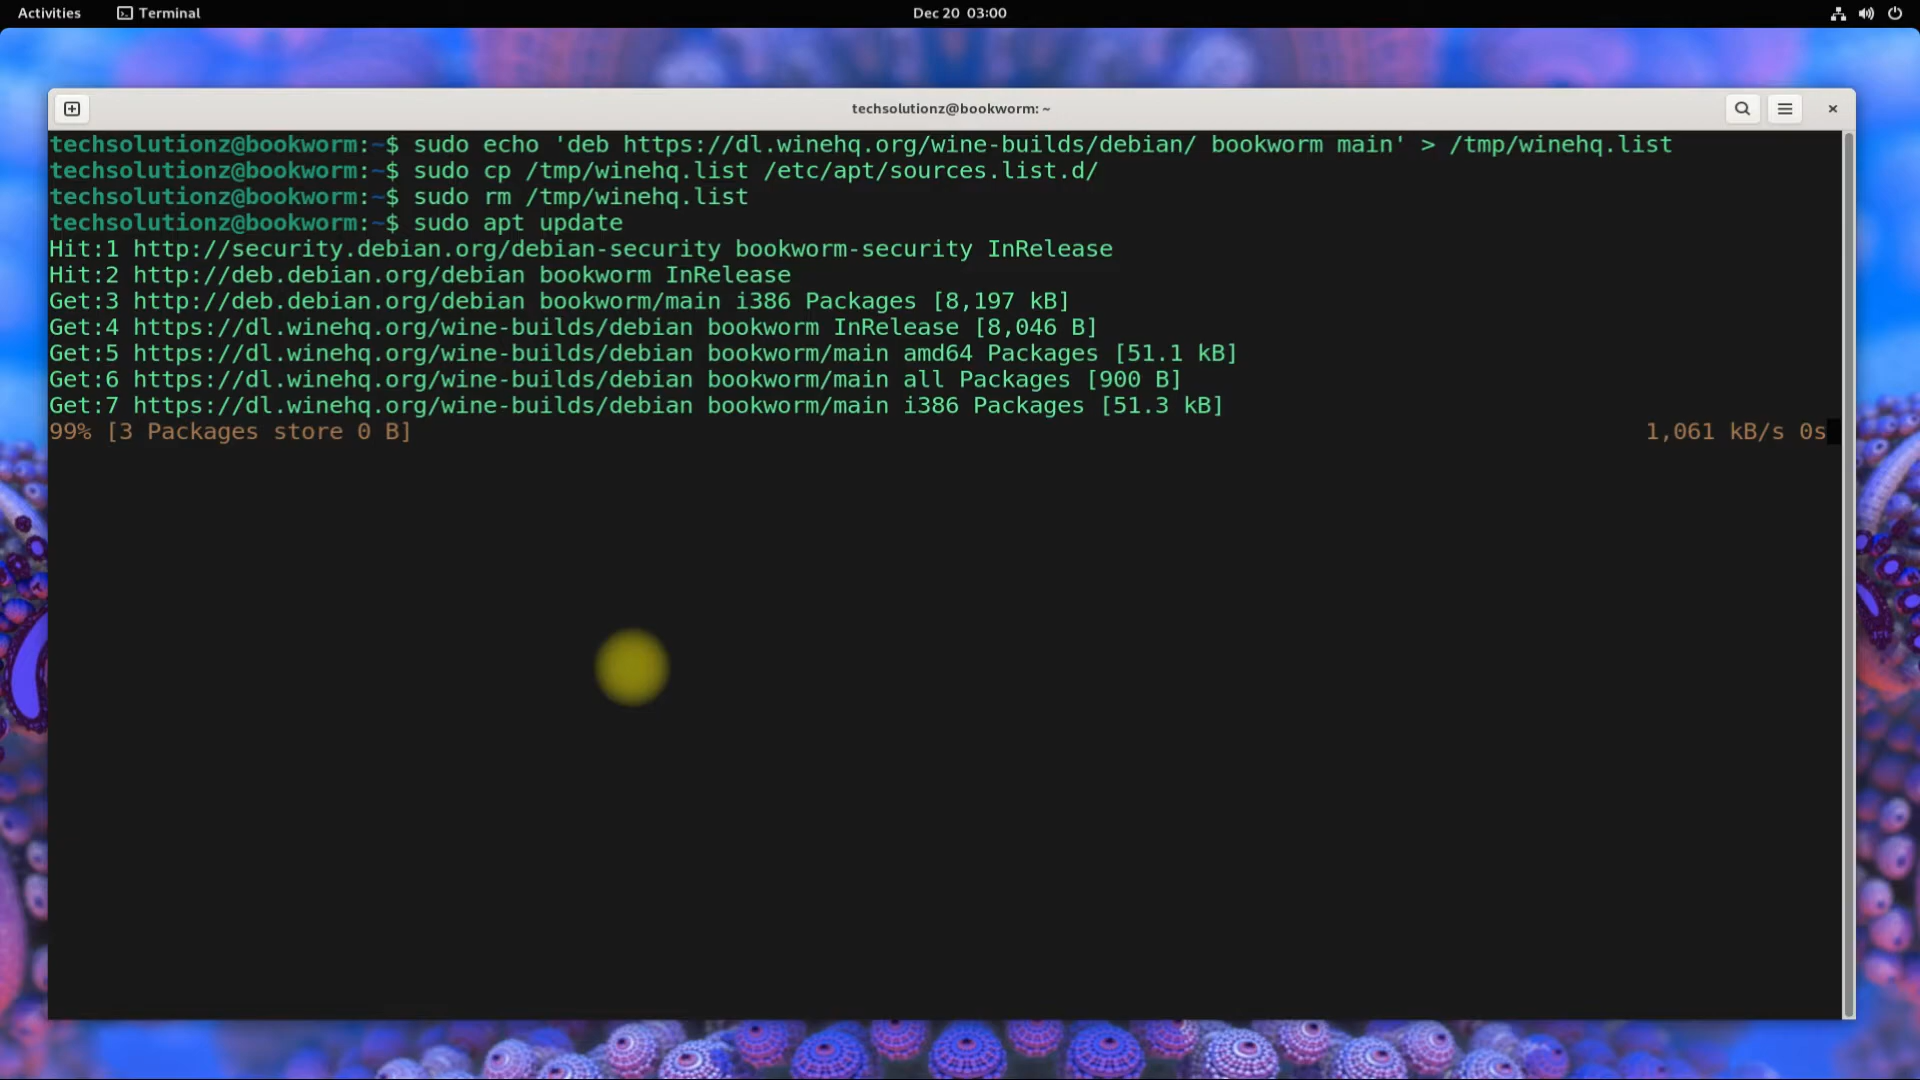 Activities
Terminal
Dec 20 03:00
techsolutionz@bookworm: ~
techsolutionz@bookworm:~$ sudo echo 'deb https://dl.winehq.org/wine-builds/debian/ bookworm main' > /tmp/winehq.list
techsolutionz@bookworm:~$ sudo cp /tmp/winehq.list /etc/apt/sources.list.d/
techsolutionz@bookworm:~$ sudo rm /tmp/winehq.list
techsolutionz@bookworm:~$ sudo apt update
Hit:1 http://security.debian.org/debian-security bookworm-security InRelease
Hit:2 http://deb.debian.org/debian bookworm InRelease
Get:3 http://deb.debian.org/debian bookworm/main i386 Packages [8,197 kB]
Get:4 https://dl.winehq.org/wine-builds/debian bookworm InRelease [8,046 B]
Get:5 https://dl.winehq.org/wine-builds/debian bookworm/main amd64 Packages [51.1 kB]
Get:6 https://dl.winehq.org/wine-builds/debian bookworm/main all Packages [900 B]
Get:7 https://dl.winehq.org/wine-builds/debian bookworm/main i386 Packages [51.3 kB]
99% [3 Packages store 0 B] 1,061 kB/s 0s